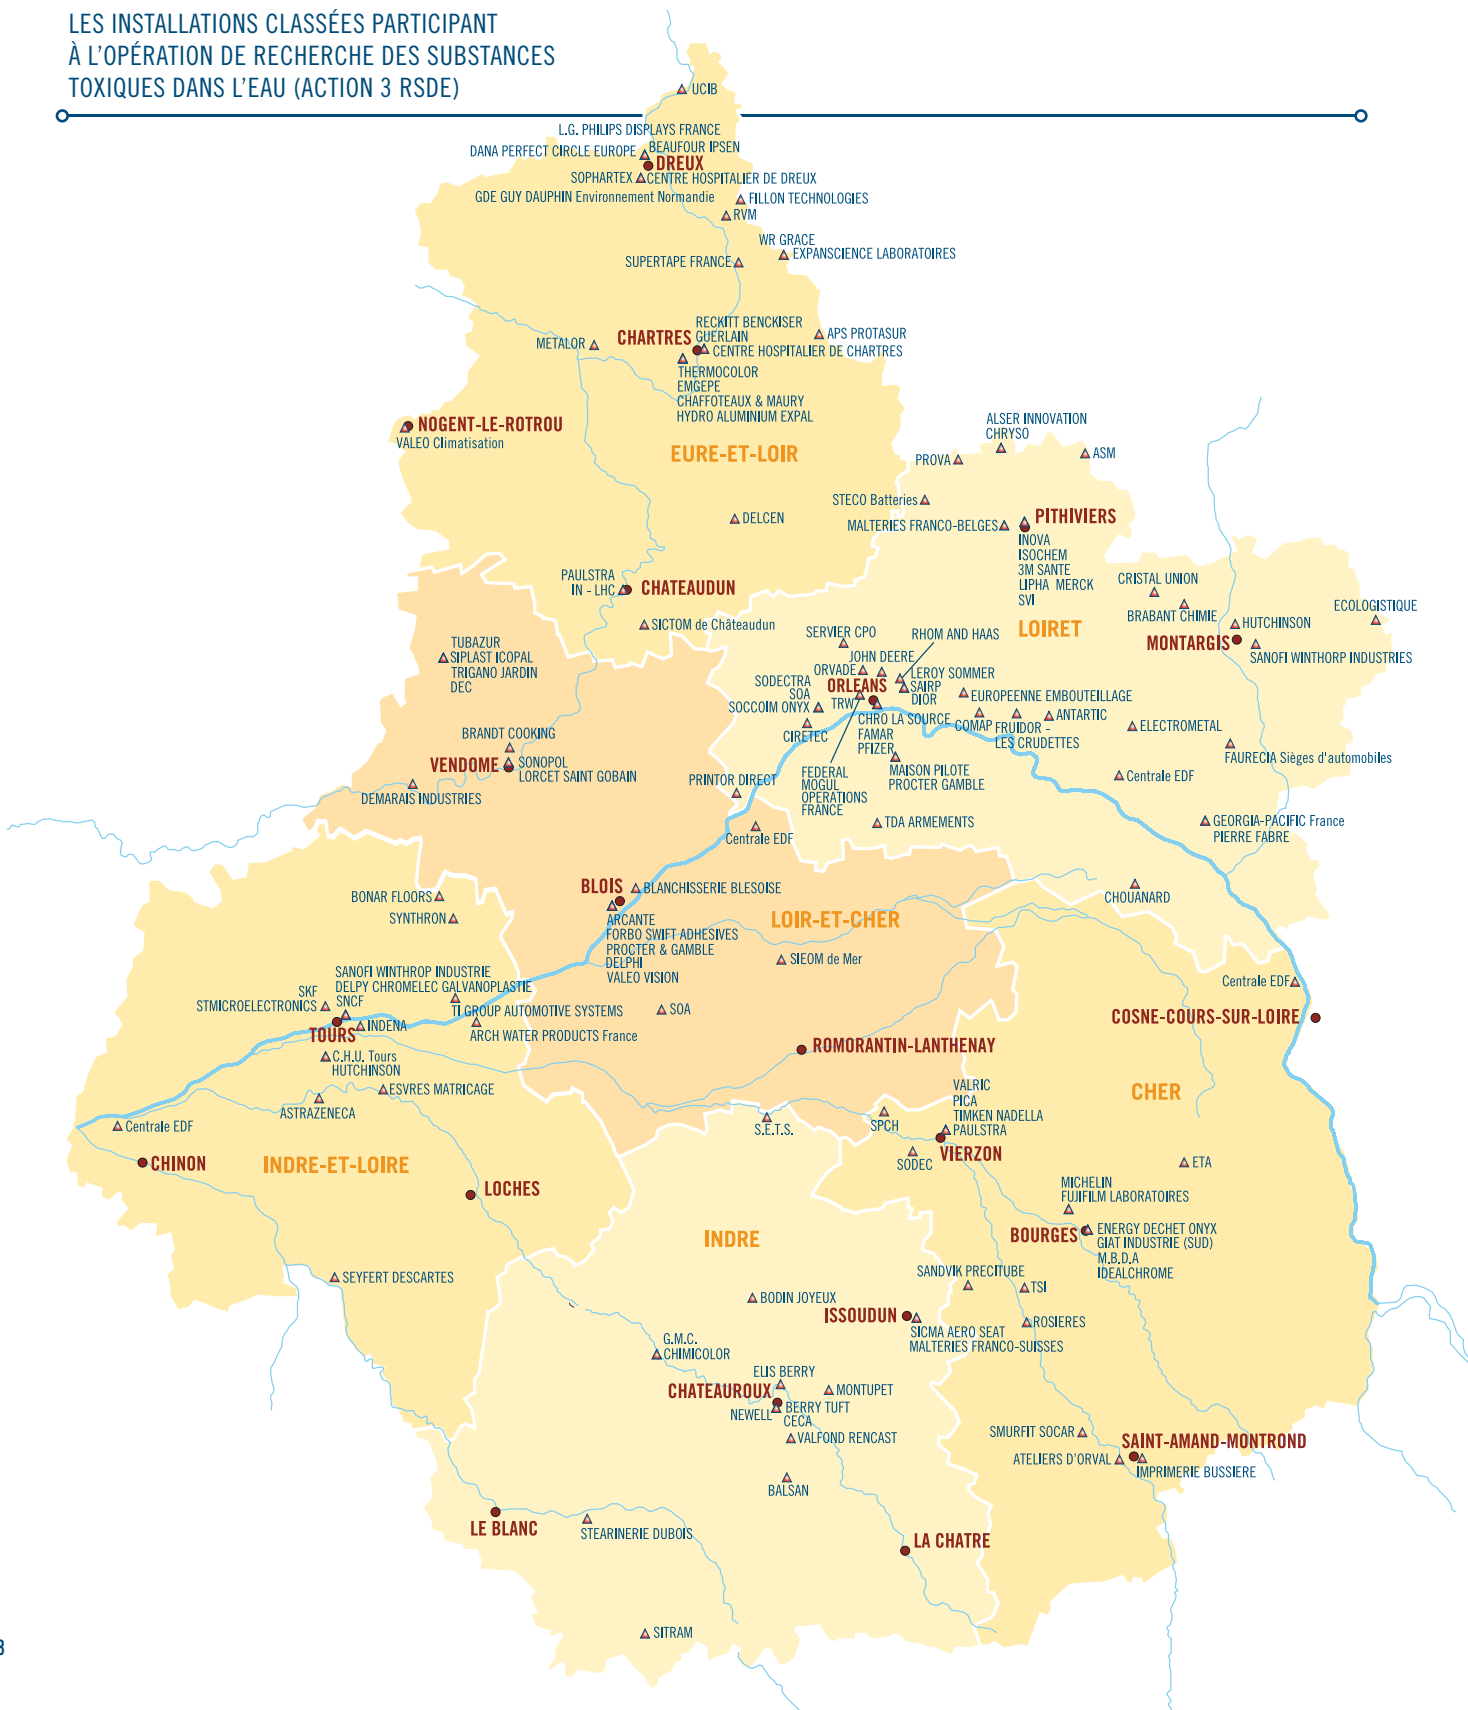 LES INSTALLATIONS CLASSÉES PARTICIPANT
À L'OPÉRATION DE RECHERCHE DES SUBSTANCES
TOXIQUES DANS L'EAU (ACTION 3 RSDE)
UCIB
L.G. PHILIPS DISPLAYS FRANCE
DANA PERFECT CIRCLE EUROPE
BEAUFOUR IPSEN
DREUX
SOPHARTEX
CENTRE HOSPITALIER DE DREUX
GDE GUY DAUPHIN Environnement Normandie
FILLON TECHNOLOGIES
RVM
WR GRACE
EXPANSCIENCE LABORATOIRES
SUPERTAPE FRANCE
RECKITT BENCKISER
GUERLAIN
CHARTRES
CENTRE HOSPITALIER DE CHARTRES
APS PROTASUR
METALOR
THERMOCOLOR
EMGEPE
CHAFFOTEAUX & MAURY
HYDRO ALUMINIUM EXPAL
NOGENT-LE-ROTROU
VALEO Climatisation
EURE-ET-LOIR
ALSER INNOVATION
CHRYSO
PROVA
ASM
STECO Batteries
DELCEN
MALTERIES FRANCO-BELGES
PITHIVIERS
INOVA
ISOCHEM
3M SANTE
LIPHA MERCK
SVI
PAULSTRA
IN - LHC
CHATEAUDUN
SICTOM de Châteaudun
CRISTAL UNION
BRABANT CHIMIE
ECOLOGISTIQUE
HUTCHINSON
LOIRET
MONTARGIS
SANOFI WINTHORP INDUSTRIES
TUBAZUR
SIPLAST ICOPAL
TRIGANO JARDIN
DEC
SERVIER CPO
RHOM AND HAAS
JOHN DEERE
ORVADE
LEROY SOMMER
SODECTRA
SOA
SOCCOIM ONYX
ORLEANS
SAIRP
DIOR
TRW
EUROPEENNE EMBOUTEILLAGE
CIRETEC
CHRO LA SOURCE
FAMAR
PFIZER
COMAP
FRUIDOR -
LES CRUDETTES
ANTARTIC
ELECTROMETAL
FAURECIA Sièges d'automobiles
BRANDT COOKING
VENDOME
SONOPOL
LORCET SAINT GOBAIN
DEMARAIS INDUSTRIES
PRINTOR DIRECT
FEDERAL
MOGUL
OPERATIONS
FRANCE
MAISON PILOTE
PROCTER GAMBLE
Centrale EDF
TDA ARMEMENTS
Centrale EDF
GEORGIA-PACIFIC France
PIERRE FABRE
BLOIS
BLANCHISSERIE BLESOISE
BONAR FLOORS
SYNTHRON
CHOUANARD
ARCANTE
FORBO SWIFT ADHESIVES
PROCTER & GAMBLE
DELPHI
VALEO VISION
LOIR-ET-CHER
SIEOM de Mer
SANOFI WINTHROP INDUSTRIE
DELPY CHROMELEC GALVANOPLASTIE
SKF
STMICROELECTRONICS
SNCF
TI GROUP AUTOMOTIVE SYSTEMS
SOA
Centrale EDF
TOURS
INDENA
ARCH WATER PRODUCTS France
COSNE-COURS-SUR-LOIRE
C.H.U. Tours
HUTCHINSON
ROMORANTIN-LANTHENAY
ESVRES MATRICAGE
ASTRAZENECA
CHER
VALRIC
PICA
TIMKEN NADELLA
PAULSTRA
Centrale EDF
S.E.T.S.
SPCH
VIERZON
SODEC
CHINON
INDRE-ET-LOIRE
LOCHES
ETA
MICHELIN
FUJIFILM LABORATOIRES
INDRE
BOURGES
ENERGY DECHET ONYX
GIAT INDUSTRIE (SUD)
M.B.D.A
IDEALCHROME
SEYFERT DESCARTES
SANDVIK PRECITUBE
TSI
BODIN JOYEUX
ISSOUDUN
SICMA AERO SEAT
MALTERIES FRANCO-SUISSES
ROSIERES
G.M.C.
CHIMICOLOR
ELIS BERRY
CHATEAUROUX
MONTUPET
NEWELL
BERRY TUFT
CECA
VALFOND RENCAST
SMURFIT SOCAR
SAINT-AMAND-MONTROND
ATELIERS D'ORVAL
IMPRIMERIE BUSSIERE
BALSAN
LE BLANC
STEARINERIE DUBOIS
LA CHATRE
SITRAM